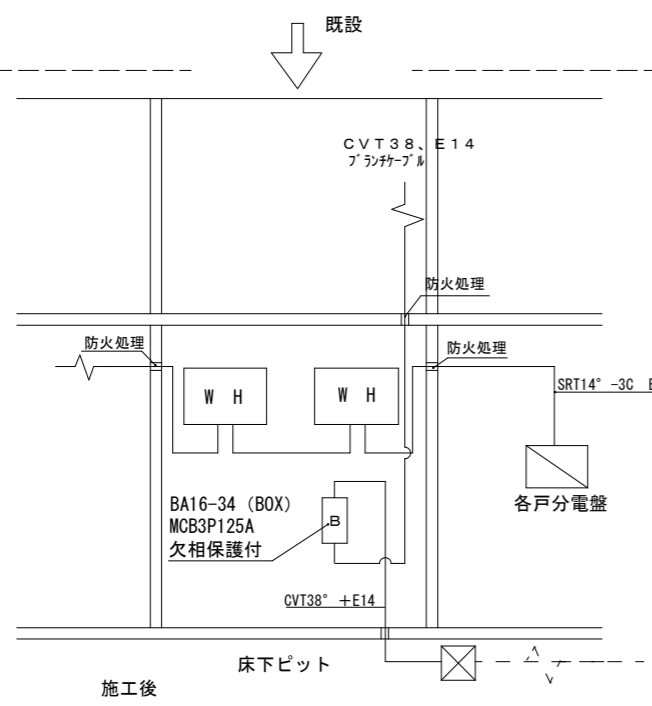 既設
CVT38、E14
ブランチケーブル
防火処理
防火処理
防火処理
W H
W H
SRT14° -3C E
各戸分電盤
BA16-34 (BOX)
MCB3P125A
欠相保護付
B
CVT38° +E14
床下ピット
施工後